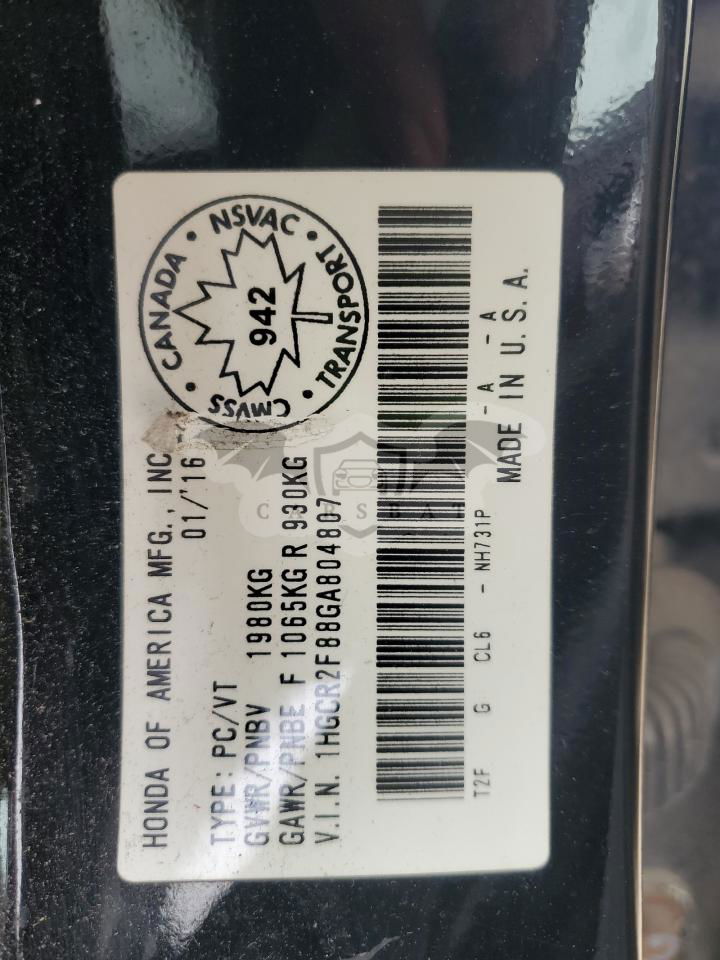 HONDA OF AMERICA MFG., INC
01/'16
TYPE: PC/VT
GVWR/PNBV 1980KG
GAWR/PNBE F 1065KG R 930KG
V.I.N. 1HGCR2F88GA804807
T2F G CL6 - NH731P - A - A
MADE IN U.S.A.
CANADA • NSVAC • TRANSPORT • CMVSS •
942
CARSBAT